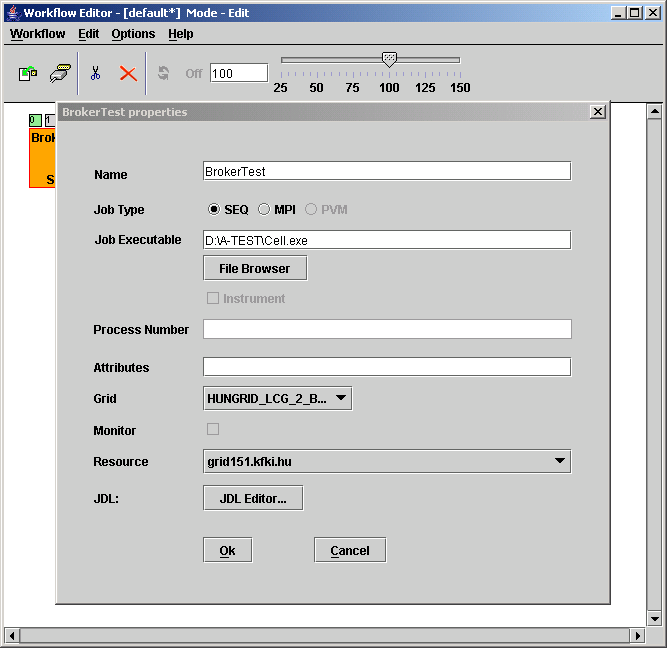 Workflow Editor - [default*] Mode - Edit
Workflow Edit Options Help
Off 100
25 50 75 100 125 150
0 1
BrokerTest properties
Name BrokerTest
Job Type SEQ MPI PVM
Job Executable D:\A-TEST\Cell.exe
File Browser
Instrument
Process Number
Attributes
Grid HUNGRID_LCG_2_B...
Monitor
Resource grid151.kfki.hu
JDL: JDL Editor...
Ok Cancel